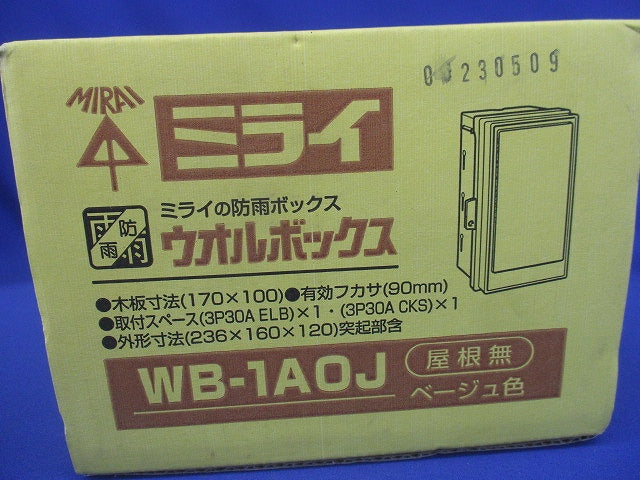 00230509
MIRAI
ミライ
防雨
ミライの防雨ボックス
ウオルボックス
●木板寸法(170×100)●有効フカサ(90mm)
●取付スペース(3P30A ELB)×1・(3P30A CKS)×1
●外形寸法(236×160×120)突起部含
WB-1AOJ
屋根無
ベージュ色